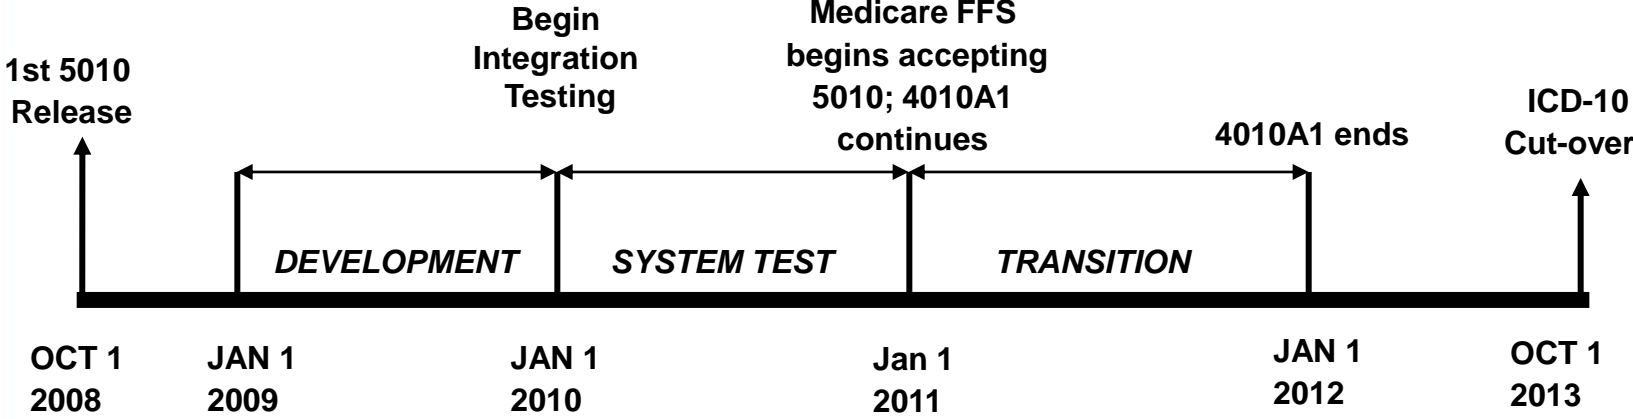 1st 5010
Release
Begin
Integration
Testing
Medicare FFS
begins accepting
5010; 4010A1
continues
4010A1 ends
ICD-10
Cut-over
DEVELOPMENT
SYSTEM TEST
TRANSITION
OCT 1
2008
JAN 1
2009
JAN 1
2010
Jan 1
2011
JAN 1
2012
OCT 1
2013